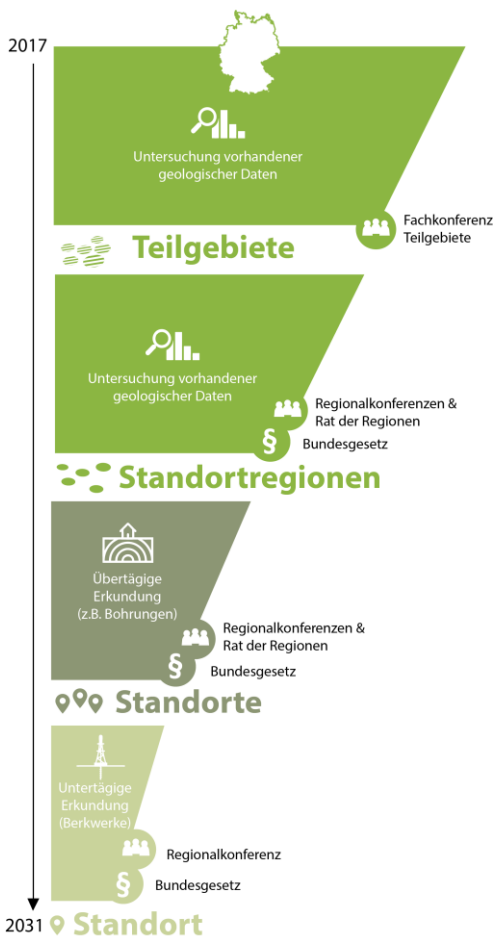 2017
Untersuchung vorhandener
geologischer Daten
Fachkonferenz
Teilgebiete
Teilgebiete
Untersuchung vorhandener
geologischer Daten
Regionalkonferenzen &
Rat der Regionen
§
Bundesgesetz
Standortregionen
Übertägige
Erkundung
(z.B. Bohrungen)
Regionalkonferenzen &
Rat der Regionen
§
Bundesgesetz
Standorte
Untertägige
Erkundung
(Berkwerke)
Regionalkonferenz
§
Bundesgesetz
2031
Standort